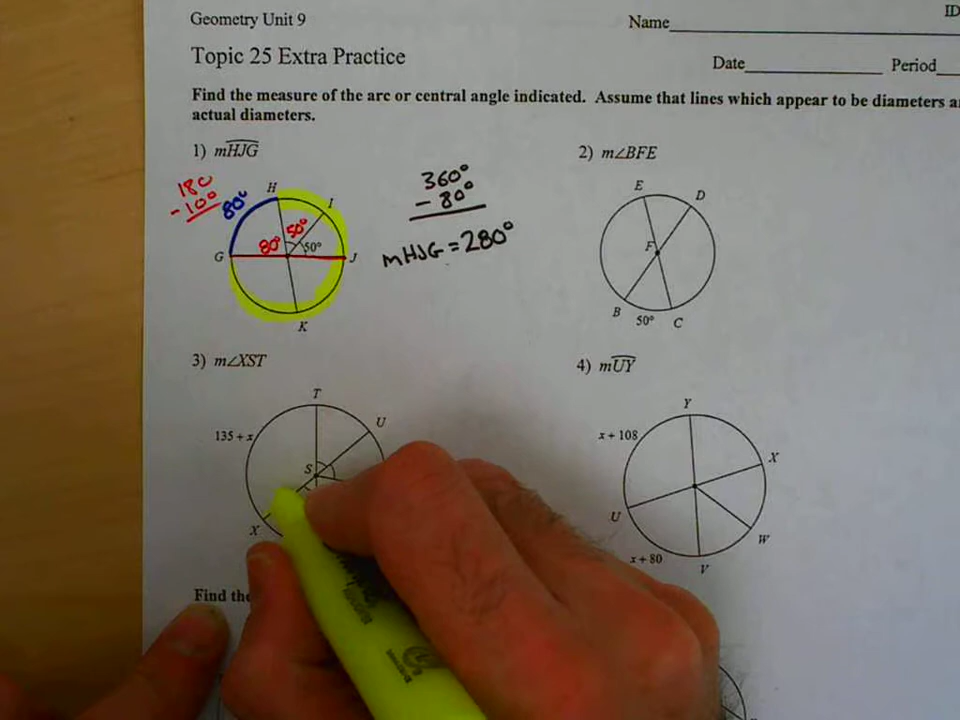 Geometry Unit 9
ID
Name
Topic 25 Extra Practice
Date Period
Find the measure of the arc or central angle indicated. Assume that lines which appear to be diameters
actual diameters.
1) mHJG
180
-100
80°
H
I
80°
50°
50°
G
J
K
360°
- 80°
mHJG = 280°
2) m∠BFE
E
D
F
B
50°
C
3) m∠XST
T
U
135 + x
S
X
4) mUY
Y
x + 108
X
U
W
x + 80
V
Find the